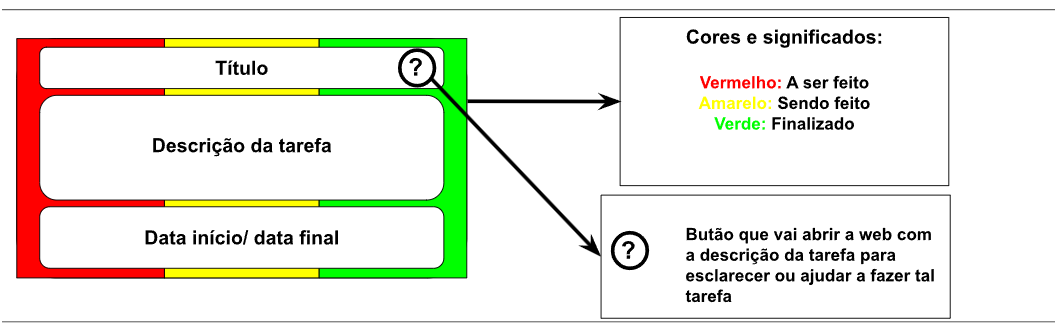 Título
?
Descrição da tarefa
Data início/ data final
Cores e significados:
Vermelho: A ser feito
Amarelo: Sendo feito
Verde: Finalizado
?
Butão que vai abrir a web com
a descrição da tarefa para
esclarecer ou ajudar a fazer tal
tarefa